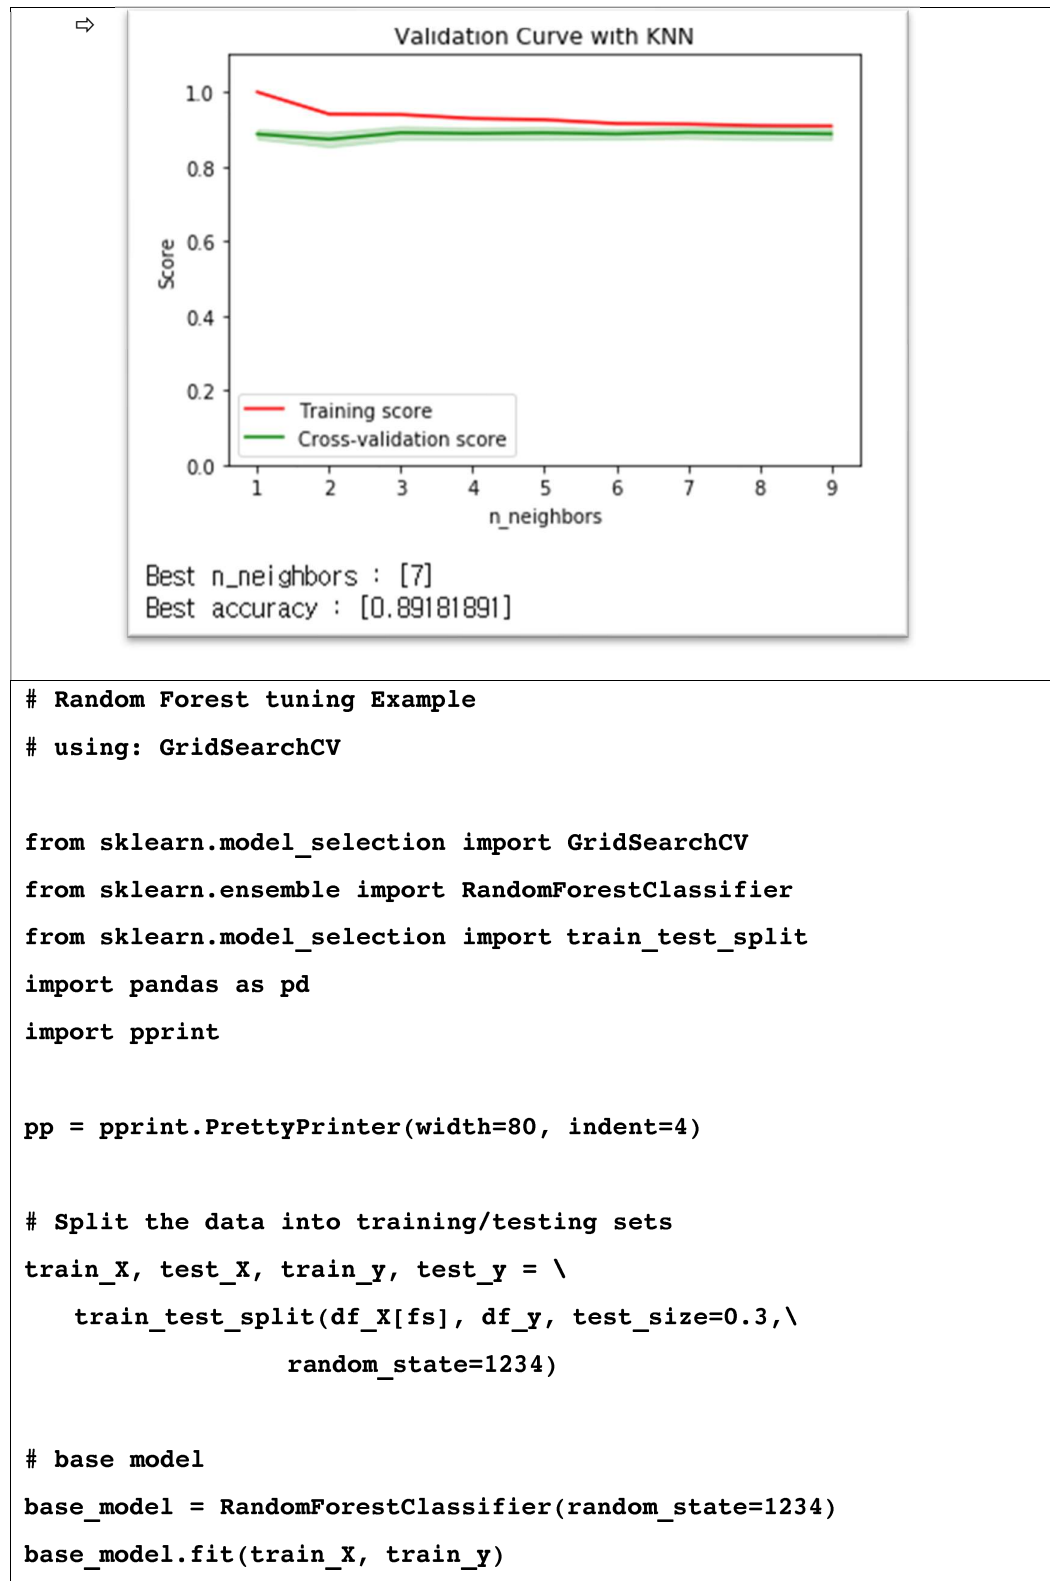 ⇨
Validation Curve with KNN
1.0
0.8
0.6
0.4
0.2
0.0
Score
Training score
Cross-validation score
1 2 3 4 5 6 7 8 9
n_neighbors
Best n_neighbors : [7]
Best accuracy : [0.89181891]
# Random Forest tuning Example
# using: GridSearchCV
from sklearn.model_selection import GridSearchCV
from sklearn.ensemble import RandomForestClassifier
from sklearn.model_selection import train_test_split
import pandas as pd
import pprint
pp = pprint.PrettyPrinter(width=80, indent=4)
# Split the data into training/testing sets
train_X, test_X, train_y, test_y = \
train_test_split(df_X[fs], df_y, test_size=0.3,\
random_state=1234)
# base model
base_model = RandomForestClassifier(random_state=1234)
base_model.fit(train_X, train_y)